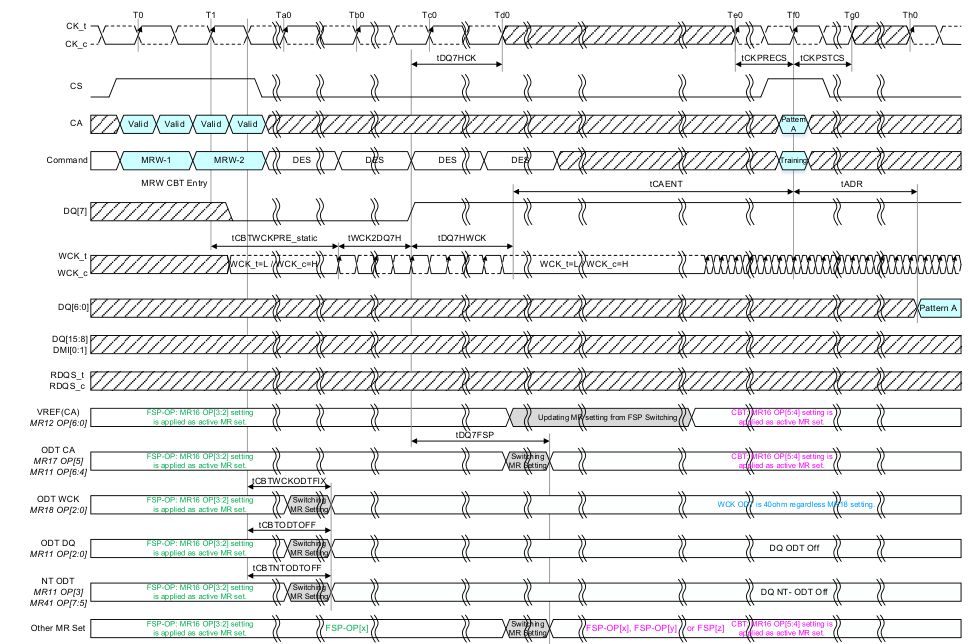 T0 T1 Ta0 Tb0 Tc0 Td0 Te0 Tf0 Tg0 Th0
CK_t
CK_c
tDQ7HCK tCKPRECS tCKPSTCS
CS
CA Valid Valid Valid Valid Pattern
A
Command MRW-1 MRW-2 DES DES DES DES Training
MRW CBT Entry
tCAENT tADR
DQ[7]
tCBTWCKPRE_static tWCK2DQ7H tDQ7HWCK
WCK_t
WCK_t=L / WCK_c=H WCK_t=L / WCK_c=H
WCK_c
DQ[6:0] Pattern A
DQ[15:8]
DMI[0:1]
RDQS_t
RDQS_c
VREF(CA)
MR12 OP[6:0]
FSP-OP: MR16 OP[3:2] setting
is applied as active MR set.
Updating MR setting from FSP Switching
CBT: MR16 OP[5:4] setting is
applied as active MR set.
tDQ7FSP
ODT CA
MR17 OP[5]
MR11 OP[6:4]
FSP-OP: MR16 OP[3:2] setting
is applied as active MR set.
Switching
MR Setting
CBT: MR16 OP[5:4] setting is
applied as active MR set.
tCBTWCKODTFIX
ODT WCK
MR18 OP[2:0]
FSP-OP: MR16 OP[3:2] setting
is applied as active MR set.
Switching
MR Setting
WCK ODT is 40ohm regardless MR18 setting.
tCBTODTOFF
ODT DQ
MR11 OP[2:0]
FSP-OP: MR16 OP[3:2] setting
is applied as active MR set.
Switching
MR Setting
DQ ODT Off
tCBTNTODTOFF
NT ODT
MR11 OP[3]
MR41 OP[7:5]
FSP-OP: MR16 OP[3:2] setting
is applied as active MR set.
Switching
MR Setting
DQ NT- ODT Off
Other MR Set
FSP-OP: MR16 OP[3:2] setting
is applied as active MR set.
FSP-OP[x]
Switching
MR Setting
FSP-OP[x], FSP-OP[y] or FSP[z]
CBT: MR16 OP[5:4] setting is
applied as active MR set.